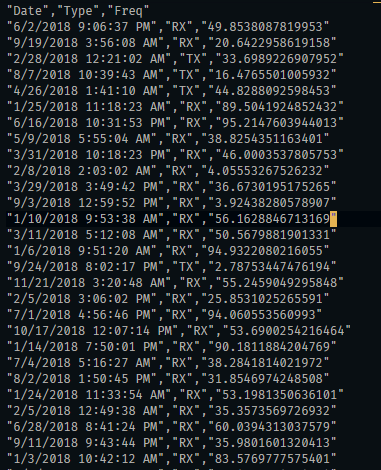 "Date","Type","Freq"
"6/2/2018 9:06:37 PM","RX","49.8538087819953"
"9/19/2018 3:56:08 AM","RX","20.6422958619158"
"2/28/2018 12:21:02 AM","TX","33.6989226907952"
"8/7/2018 10:39:43 AM","TX","16.4765501005932"
"4/26/2018 1:41:10 AM","TX","44.8288092598453"
"1/25/2018 11:18:23 AM","RX","89.5041924852432"
"6/16/2018 10:31:53 PM","RX","95.2147603944013"
"5/9/2018 5:55:04 AM","RX","38.8254351163401"
"3/31/2018 10:18:23 PM","RX","46.0003537805753"
"2/8/2018 2:03:02 AM","RX","4.05553267526232"
"3/29/2018 3:49:42 PM","RX","36.6730195175265"
"9/3/2018 12:59:52 PM","RX","3.92438280578907"
"1/10/2018 9:53:38 AM","RX","56.1628846713169"
"3/11/2018 5:12:08 AM","RX","50.5679881901331"
"1/6/2018 9:51:20 AM","RX","94.9322080216055"
"9/24/2018 8:02:17 PM","TX","2.78753447476194"
"11/21/2018 3:20:48 AM","RX","55.2459049295848"
"2/5/2018 3:06:02 PM","RX","25.8531025265591"
"7/1/2018 4:56:46 PM","RX","94.060553560993"
"10/17/2018 12:07:14 PM","RX","53.6900254216464"
"1/14/2018 7:50:01 PM","RX","90.1811884204769"
"7/4/2018 5:16:27 AM","RX","38.2841814021972"
"8/2/2018 1:50:45 PM","RX","31.8546974248508"
"1/24/2018 11:33:54 AM","RX","53.1981350636101"
"2/5/2018 12:49:38 AM","RX","35.3573569726932"
"6/28/2018 8:41:24 PM","RX","60.0394313037579"
"9/11/2018 9:43:44 PM","RX","35.9801601320413"
"1/3/2018 10:42:12 AM","RX","83.5769777575401"